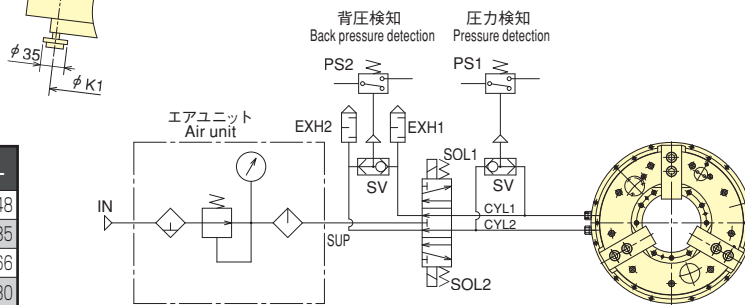 背圧検知
Back pressure detection
圧力検知
Pressure detection
PS2
PS1
φ35
φK1
エアユニット
Air unit
EXH2
EXH1
SOL1
SV
SV
IN
CYL1
CYL2
SUP
SOL2